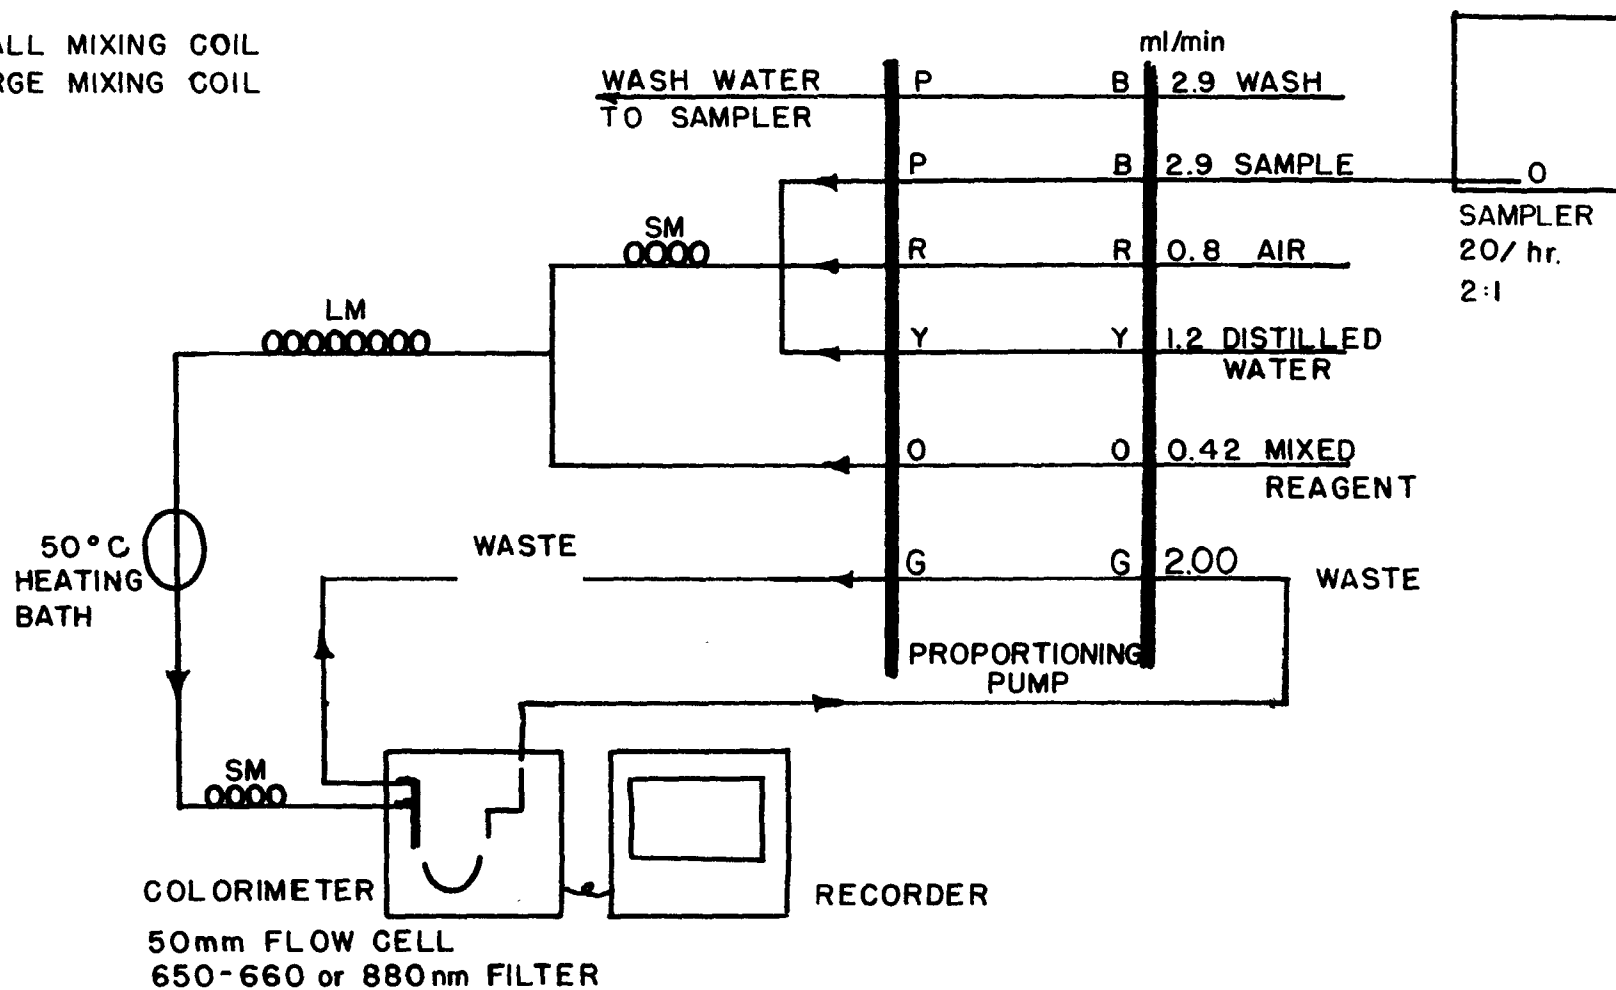 MIXING COIL
MIXING COIL
ml/min
WASH WATER
TO SAMPLER
P B 2.9 WASH
P B 2.9 SAMPLE
O
SAMPLER
20/ hr.
2:1
SM
R R 0.8 AIR
LM
Y Y 1.2 DISTILLED
WATER
O O 0.42 MIXED
REAGENT
50°C
HEATING
BATH
WASTE
G G 2.00
WASTE
PROPORTIONING
PUMP
SM
COLORIMETER
RECORDER
50mm FLOW CELL
650-660 or 880nm FILTER